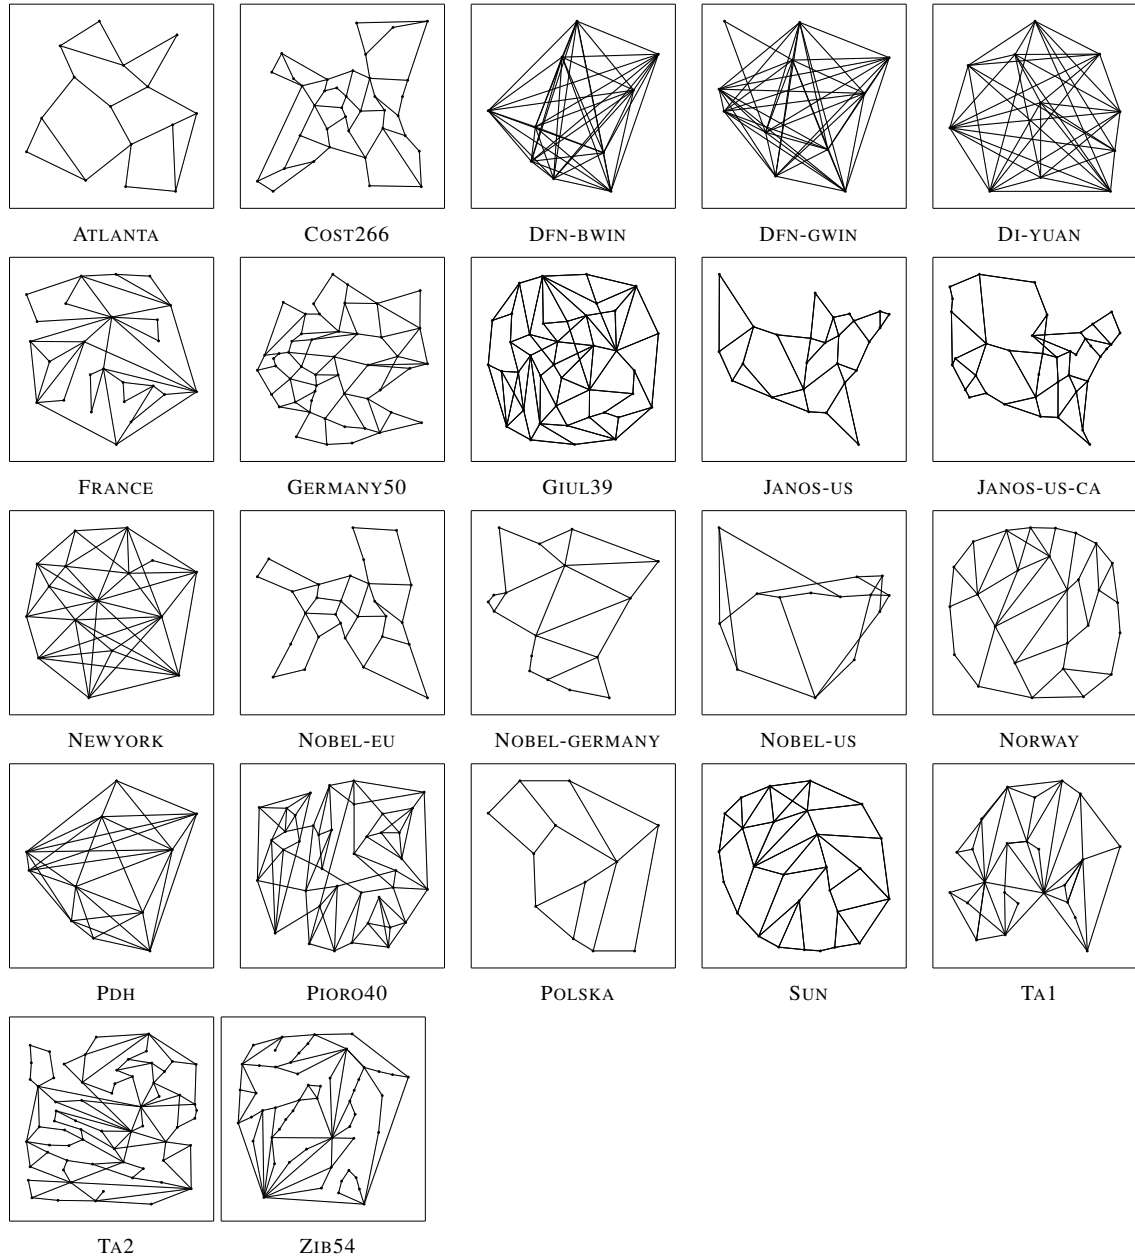 ATLANTA COST266 DFN-BWIN DFN-GWIN DI-YUAN
FRANCE GERMANY50 GIUL39 JANOS-US JANOS-US-CA
NEWYORK NOBEL-EU NOBEL-GERMANY NOBEL-US NORWAY
PDH PIORO40 POLSKA SUN TA1
TA2 ZIB54